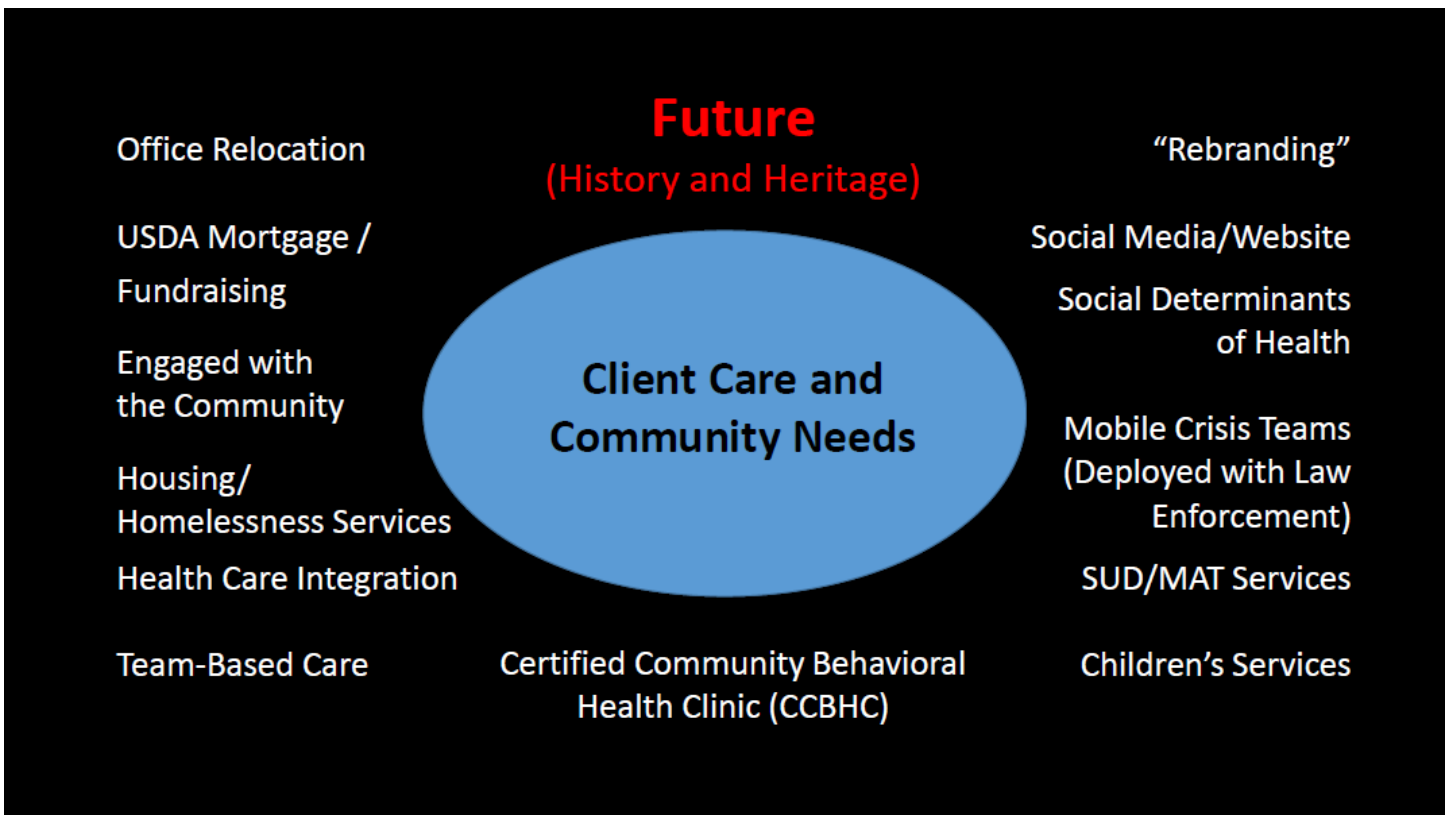 Future
(History and Heritage)
Office Relocation
USDA Mortgage /
Fundraising
Engaged with
the Community
Housing/
Homelessness Services
Health Care Integration
Team-Based Care
Client Care and
Community Needs
Certified Community Behavioral
Health Clinic (CCBHC)
“Rebranding”
Social Media/Website
Social Determinants
of Health
Mobile Crisis Teams
(Deployed with Law
Enforcement)
SUD/MAT Services
Children’s Services